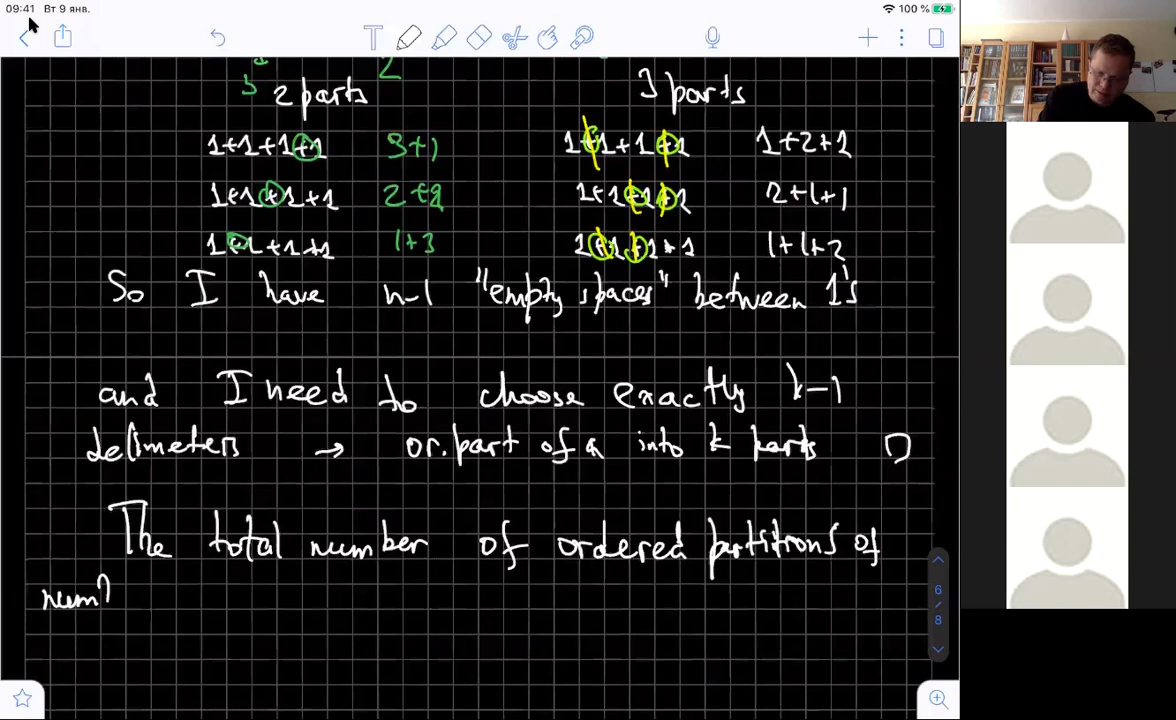 09:41 Вт 9 янв. 100 %
2
3 2 parts 3 parts
1+1+1+1 3+1 1+1+1+1 1+2+1
1+1+1+1 2+2 1+1+1+1 2+1+1
1+1+1+1 1+3 1+1+1+1 1+1+2
So I have n-1 "empty spaces" between 1's
and I need to choose exactly k-1
delimeters → or. part of n into k parts □
The total number of ordered partitions of
num
6
/
8